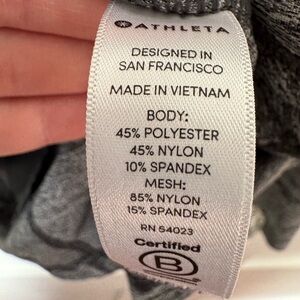 ATHLETA
DESIGNED IN
SAN FRANCISCO
MADE IN VIETNAM
BODY:
45% POLYESTER
45% NYLON
10% SPANDEX
MESH:
85% NYLON
15% SPANDEX
RN 54023
Certified
B